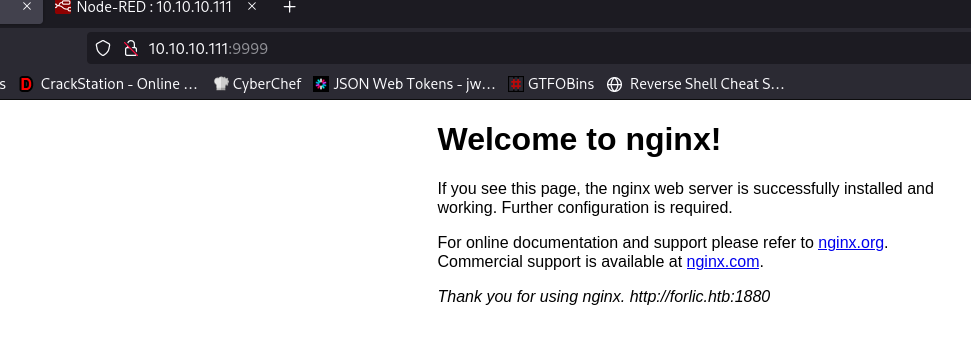 Node-RED : 10.10.10.111
10.10.10.111:9999
s CrackStation - Online … CyberChef JSON Web Tokens - jw… GTFOBins Reverse Shell Cheat S…
Welcome to nginx!
If you see this page, the nginx web server is successfully installed and
working. Further configuration is required.
For online documentation and support please refer to nginx.org.
Commercial support is available at nginx.com.
Thank you for using nginx. http://forlic.htb:1880